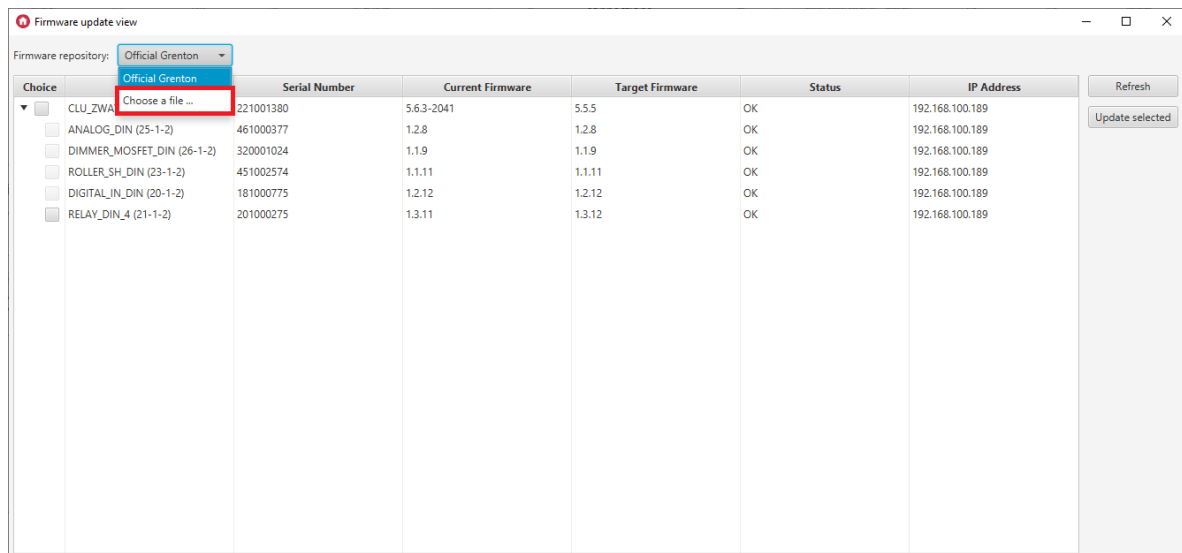 Firmware update view
Firmware repository: Official Grenton
Official Grenton
Choose a file ...
Choice Serial Number Current Firmware Target Firmware Status IP Address Refresh
CLU_ZWA 221001380 5.6.3-2041 5.5.5 OK 192.168.100.189
Update selected
ANALOG_DIN (25-1-2) 461000377 1.2.8 1.2.8 OK 192.168.100.189
DIMMER_MOSFET_DIN (26-1-2) 320001024 1.1.9 1.1.9 OK 192.168.100.189
ROLLER_SH_DIN (23-1-2) 451002574 1.1.11 1.1.11 OK 192.168.100.189
DIGITAL_IN_DIN (20-1-2) 181000775 1.2.12 1.2.12 OK 192.168.100.189
RELAY_DIN_4 (21-1-2) 201000275 1.3.11 1.3.12 OK 192.168.100.189